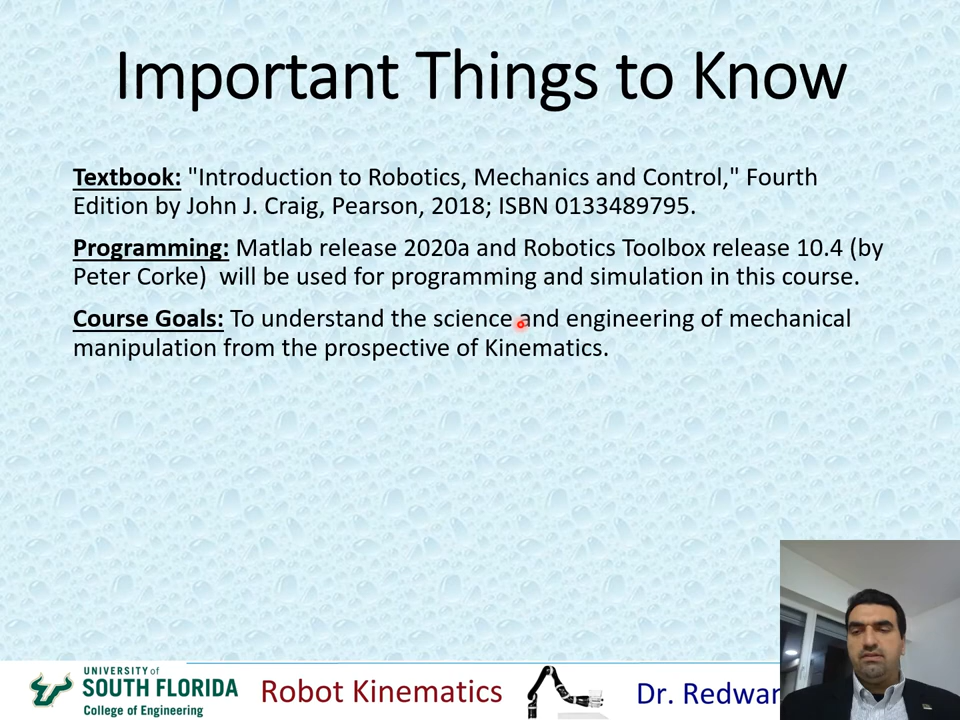 Important Things to Know
Textbook: "Introduction to Robotics, Mechanics and Control," Fourth
Edition by John J. Craig, Pearson, 2018; ISBN 0133489795.
Programming: Matlab release 2020a and Robotics Toolbox release 10.4 (by
Peter Corke)  will be used for programming and simulation in this course.
Course Goals: To understand the science and engineering of mechanical
manipulation from the prospective of Kinematics.
UNIVERSITY of
SOUTH FLORIDA
College of Engineering
Robot Kinematics
Dr.